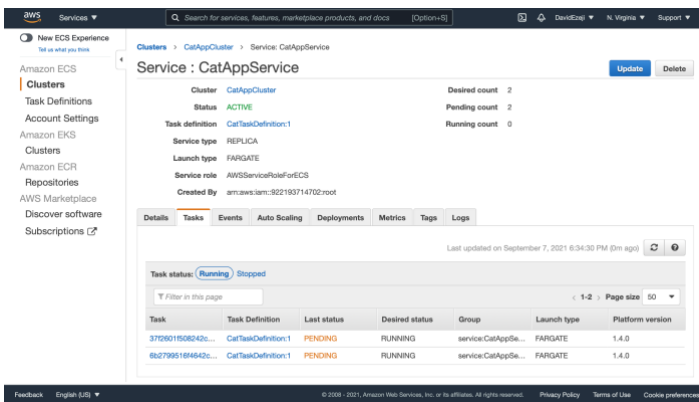 aws Services ▼ Search for services, features, marketplace products, and docs [Option+S] DavidEzeji ▼ N. Virginia ▼ Support ▼
New ECS Experience
Tell us what you think
Amazon ECS
Clusters
Task Definitions
Account Settings
Amazon EKS
Clusters
Amazon ECR
Repositories
AWS Marketplace
Discover software
Subscriptions
Clusters > CatAppCluster > Service: CatAppService
Service : CatAppService Update Delete
Cluster CatAppCluster Desired count 2
Status ACTIVE Pending count 2
Task definition CatTaskDefinition:1 Running count 0
Service type REPLICA
Launch type FARGATE
Service role AWSServiceRoleForECS
Created By arn:aws:iam::922193714702:root
Details Tasks Events Auto Scaling Deployments Metrics Tags Logs
Last updated on September 7, 2021 6:34:30 PM (0m ago)
Task status: Running Stopped
Filter in this page < 1-2 > Page size 50
Task Task Definition Last status Desired status Group Launch type Platform version
37f2601f508242c... CatTaskDefinition:1 PENDING RUNNING service:CatAppSe... FARGATE 1.4.0
6b2799516f4642c... CatTaskDefinition:1 PENDING RUNNING service:CatAppSe... FARGATE 1.4.0
Feedback English (US) ▼ © 2008 - 2021, Amazon Web Services, Inc. or its affiliates. All rights reserved. Privacy Policy Terms of Use Cookie preferences